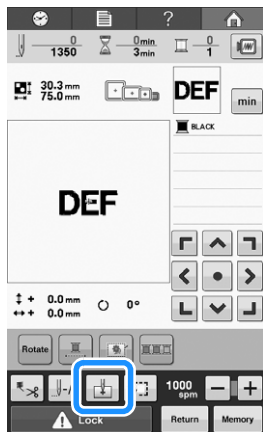 ?
0
1350
0min
3min
0
1
30.3 mm
75.0 mm
DEF
min
BLACK
DEF
+ 0.0 mm
+ 0.0 mm
0°
Rotate
1000
spm
- +
Lock
Return
Memory